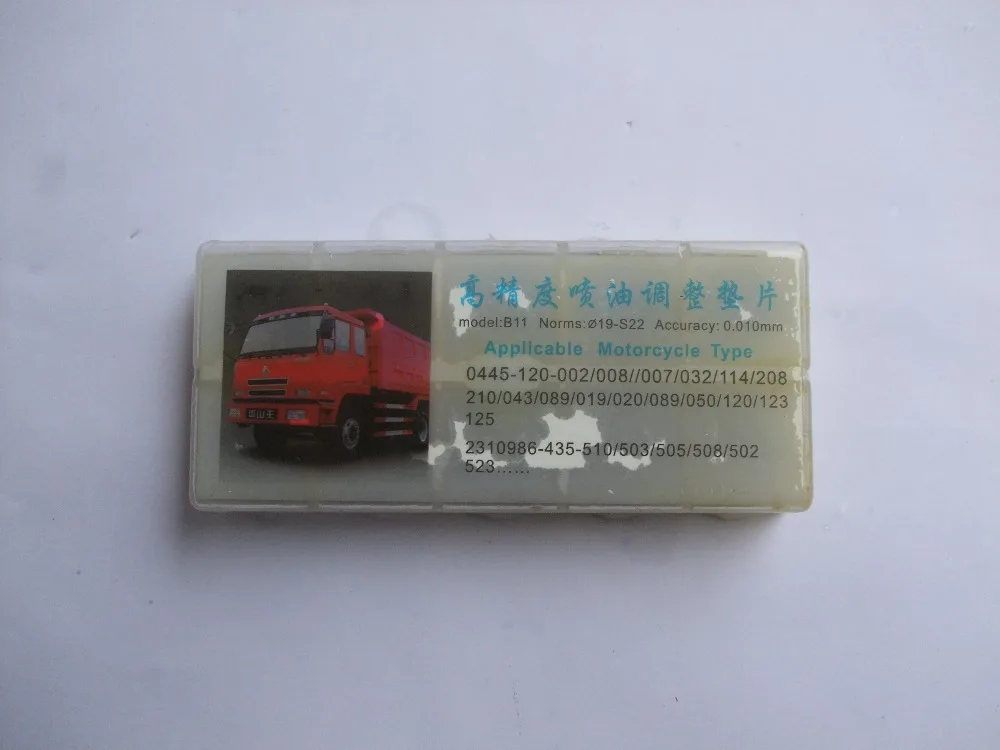 高精度喷油调整垫片
model:B11 Norms:ø19-S22 Accuracy:0.010mm
Applicable Motorcycle Type
0445-120-002/008//007/032/114/208
210/043/089/019/020/089/050/120/123
125
2310986-435-510/503/505/508/502
523......